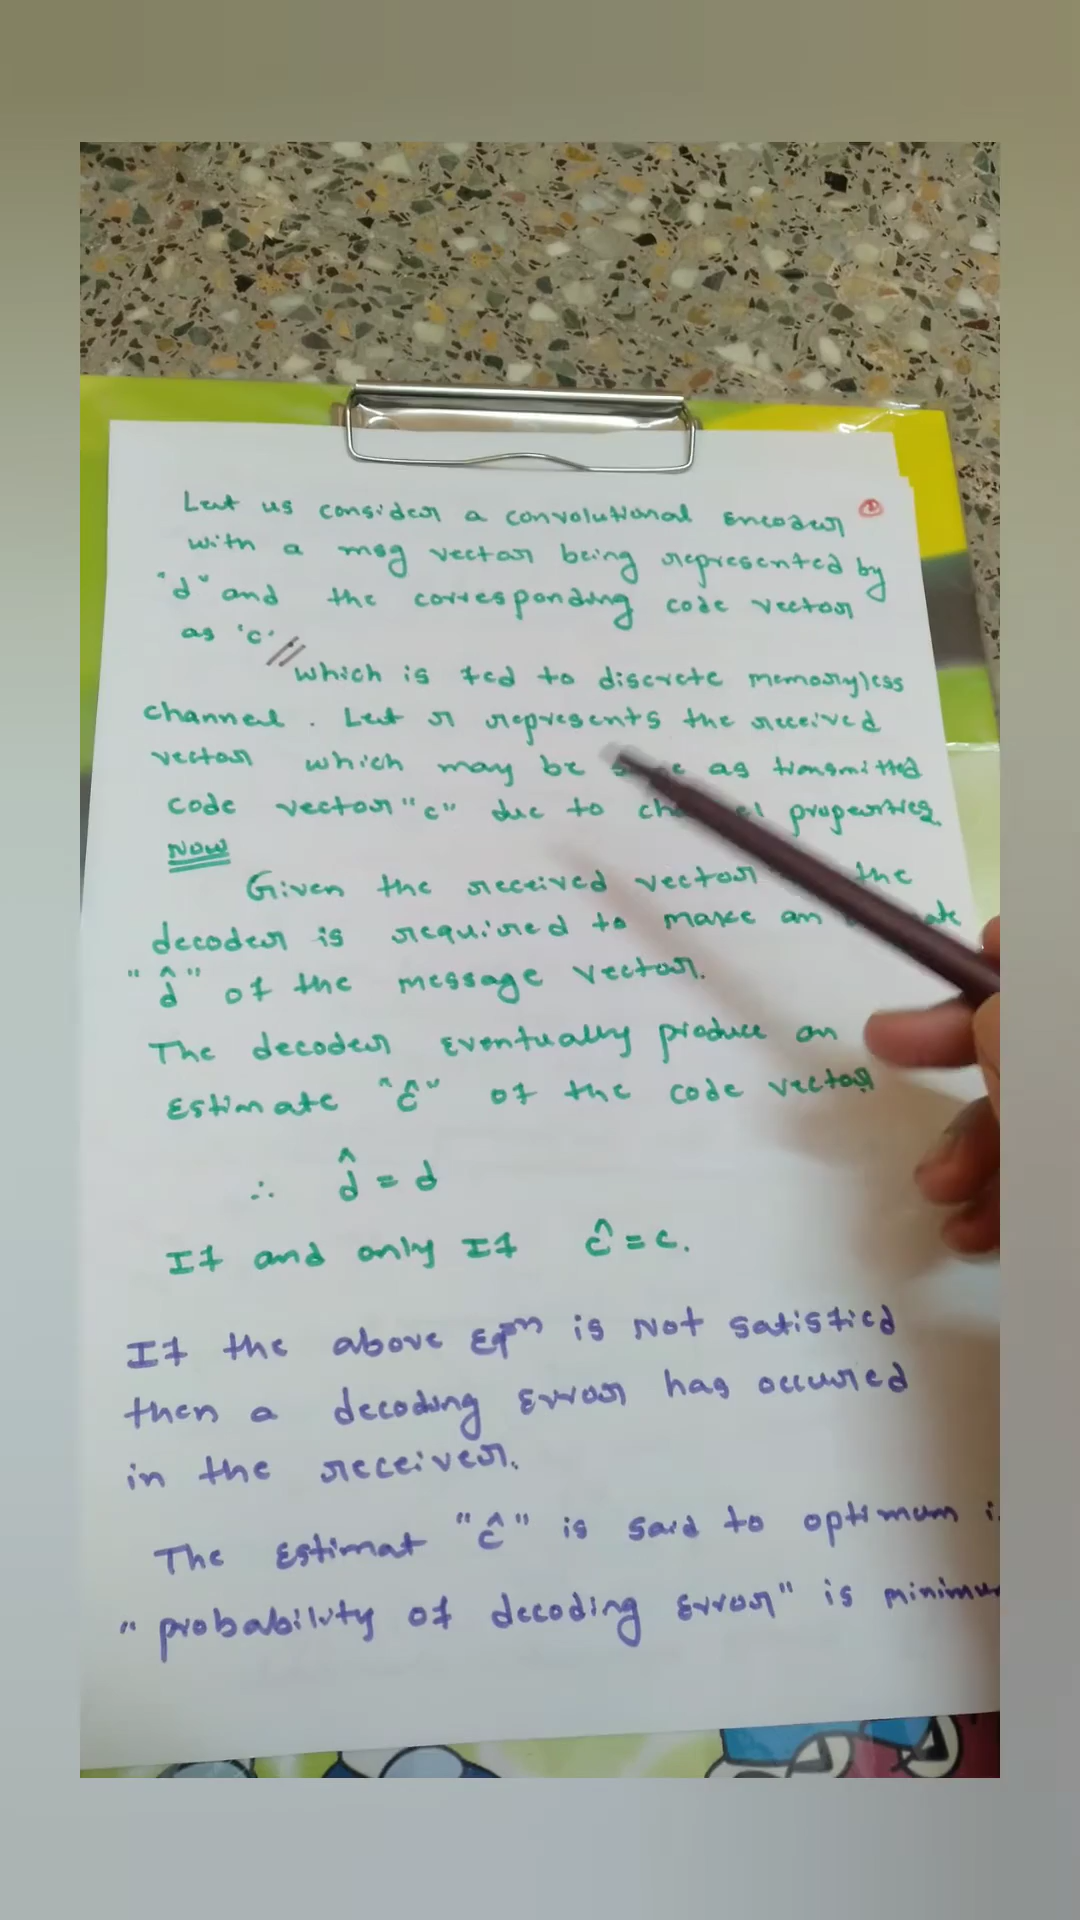 Let us consider a convolutional encoder
2
with a msg vector being represented by
"d" and the corresponding code vector
as 'c'.
which is fed to discrete memoryless
channel. Let r represents the received
vector which may be as transmitted
code vector "c" due to properties.
NOW
Given the received vector the
decoder is required to make an
"d̂" of the message vector.
The decoder eventually produce an
estimate "ĉ" of the code vector
∴ d̂ = d
If and only If ĉ = c.
If the above Eqn is Not satisfied
then a decoding error has occured
in the receiver.
The Estimat "ĉ" is said to optimum
"probability of decoding error" is